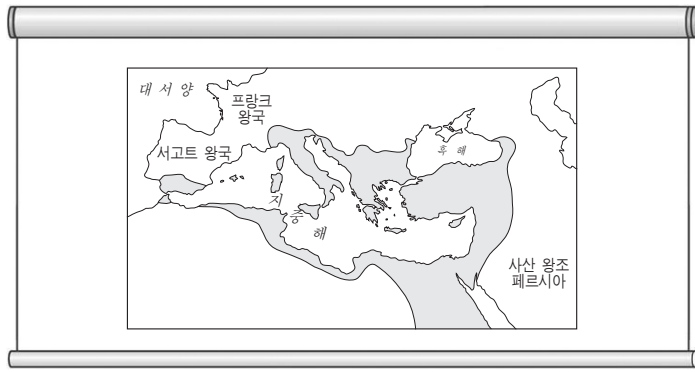 대 서 양
프랑크
왕국
서고트 왕국
흑 해
지
중
해
사산 왕조
페르시아